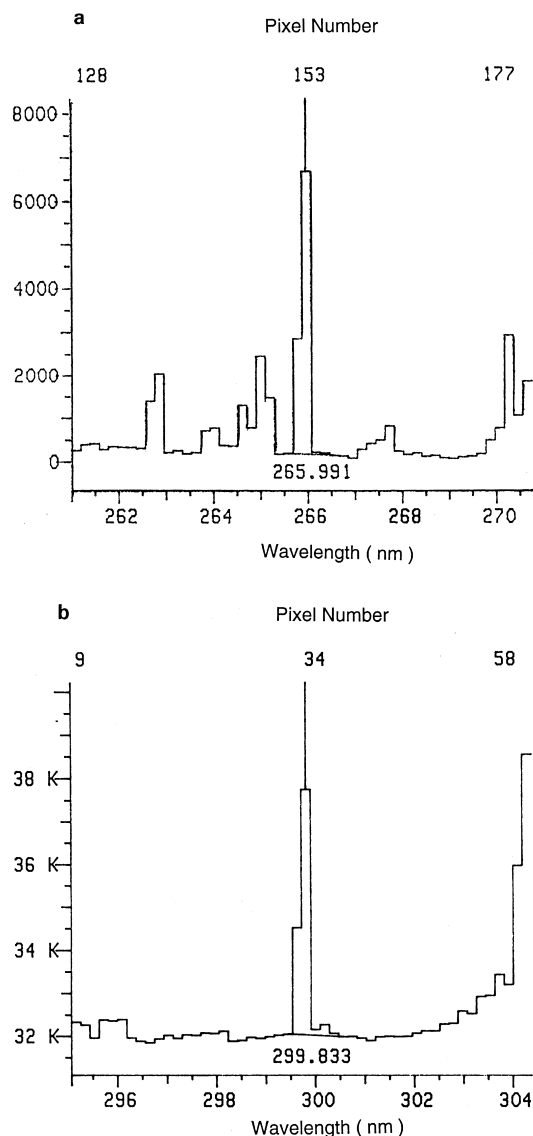 a
Pixel Number
128 153 177
8000
6000
4000
2000
0
265.991
262 264 266 268 270
Wavelength ( nm )
b
Pixel Number
9 34 58
38 K
36 K
34 K
32 K
299.833
296 298 300 302 304
Wavelength ( nm )